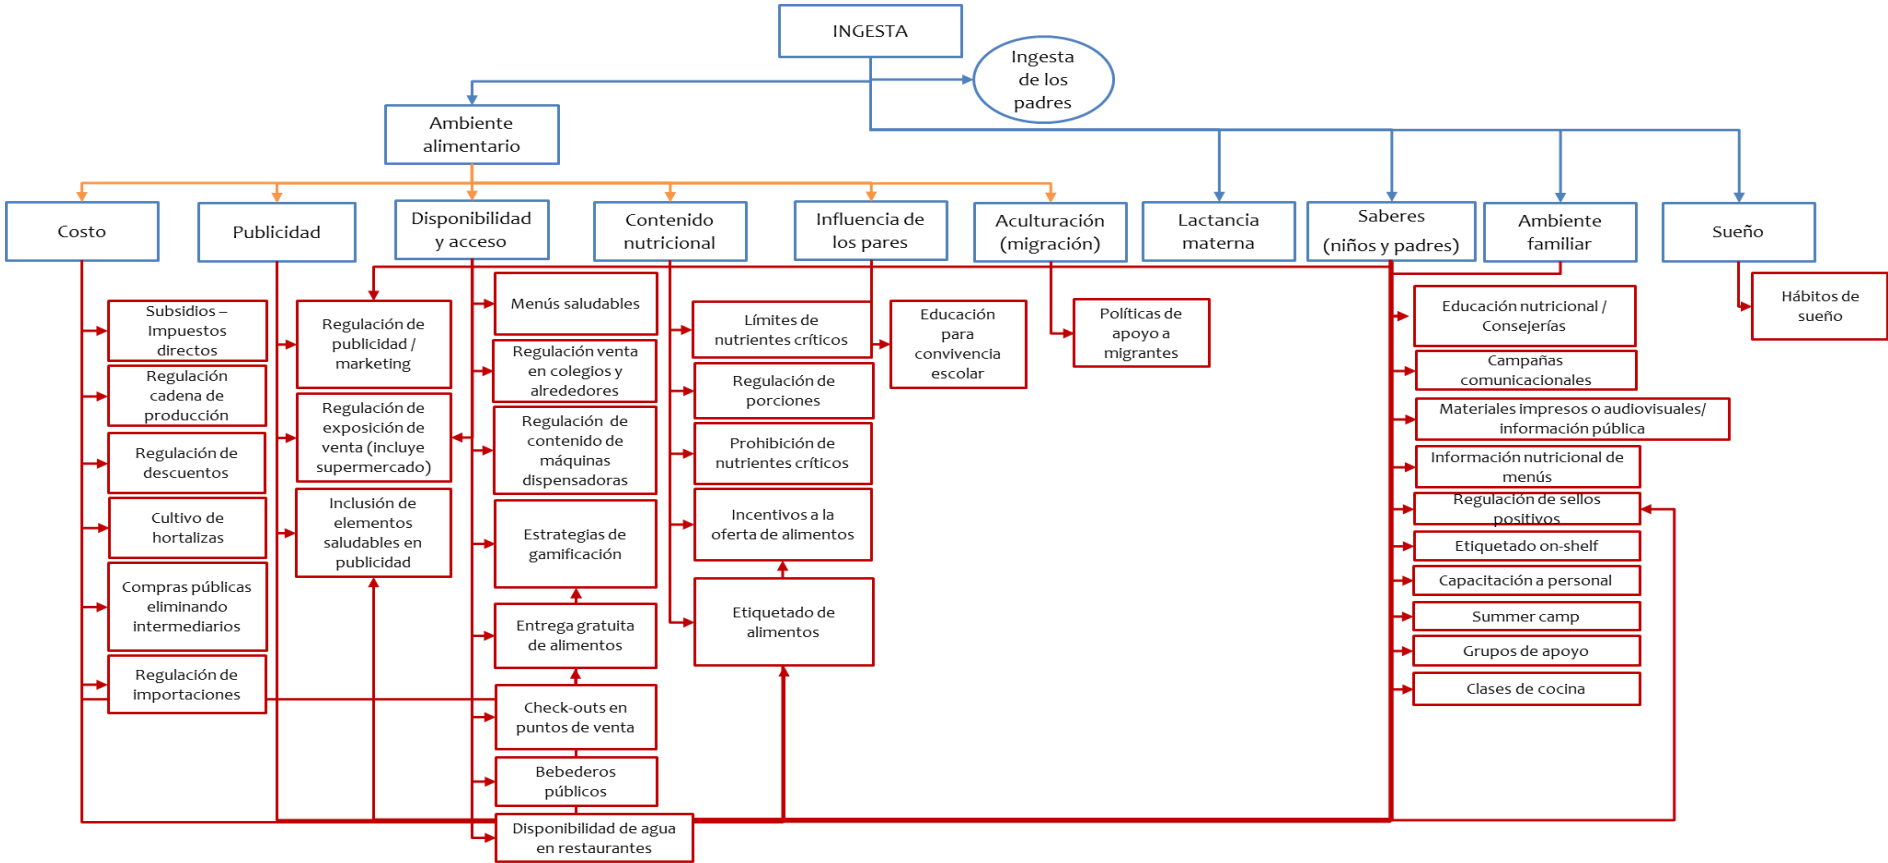 INGESTA
Ingesta
de los
padres
Ambiente
alimentario
Costo
Publicidad
Disponibilidad
y acceso
Contenido
nutricional
Influencia de
los pares
Aculturación
(migración)
Lactancia
materna
Saberes
(niños y padres)
Ambiente
familiar
Sueño
Subsidios –
Impuestos
directos
Regulación
cadena de
producción
Regulación de
descuentos
Cultivo de
hortalizas
Compras públicas
eliminando
intermediarios
Regulación de
importaciones
Regulación de
publicidad /
marketing
Regulación de
exposición de
venta (incluye
supermercado)
Inclusión de
elementos
saludables en
publicidad
Menús saludables
Regulación venta
en colegios y
alrededores
Regulación de
contenido de
máquinas
dispensadoras
Estrategias de
gamificación
Entrega gratuita
de alimentos
Check-outs en
puntos de venta
Bebederos
públicos
Disponibilidad de agua
en restaurantes
Límites de
nutrientes críticos
Regulación de
porciones
Prohibición de
nutrientes críticos
Incentivos a la
oferta de alimentos
Etiquetado de
alimentos
Educación
para
convivencia
escolar
Políticas de
apoyo a
migrantes
Educación nutricional /
Consejerías
Campañas
comunicacionales
Materiales impresos o audiovisuales/
información pública
Información nutricional de
menús
Regulación de sellos
positivos
Etiquetado on-shelf
Capacitación a personal
Summer camp
Grupos de apoyo
Clases de cocina
Hábitos de
sueño